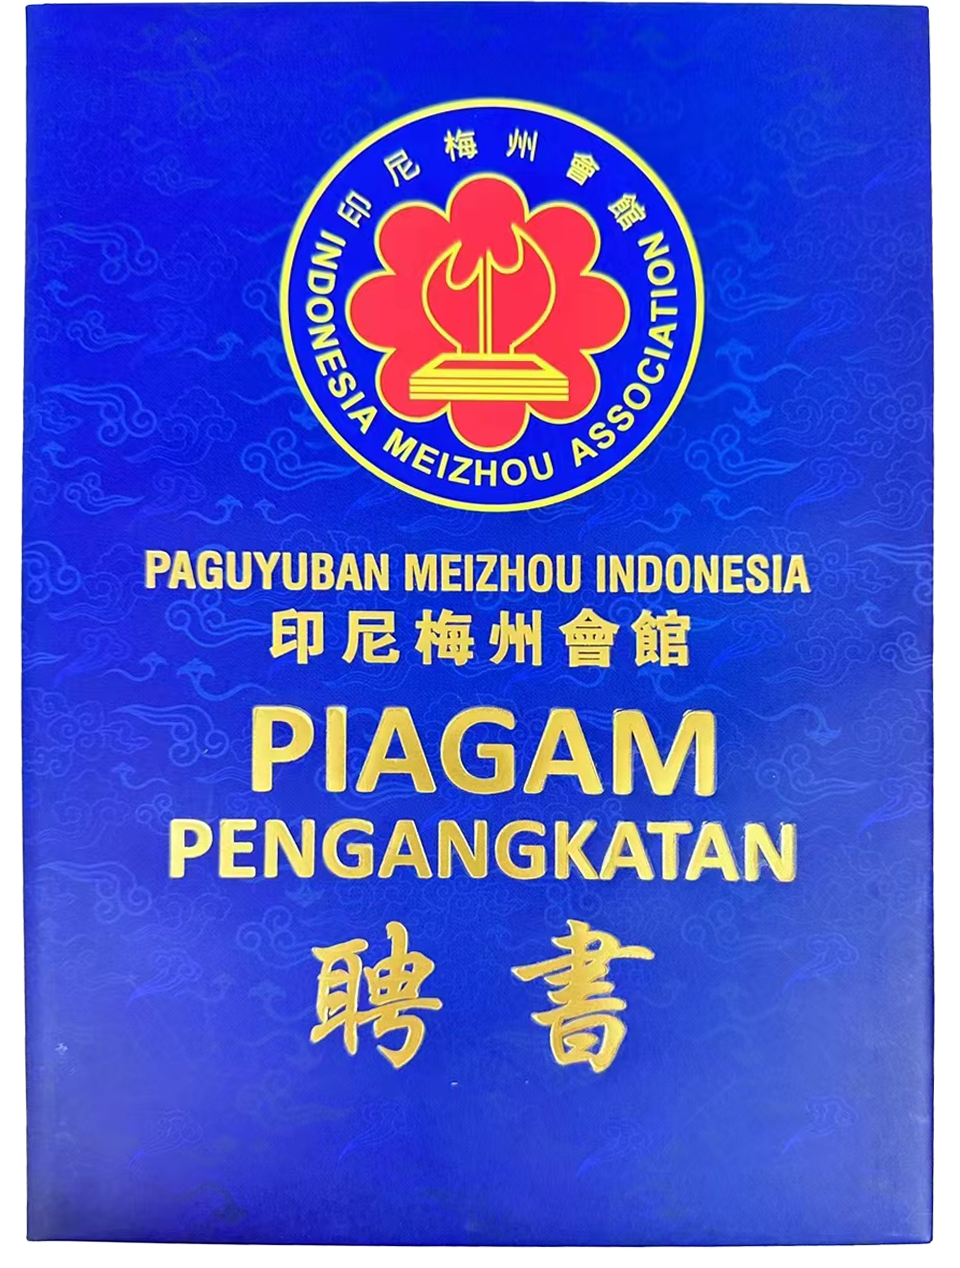 印尼梅州會館
INDONESIA MEIZHOU ASSOCIATION
PAGUYUBAN MEIZHOU INDONESIA
印尼梅州會館
PIAGAM
PENGANGKATAN
聘書